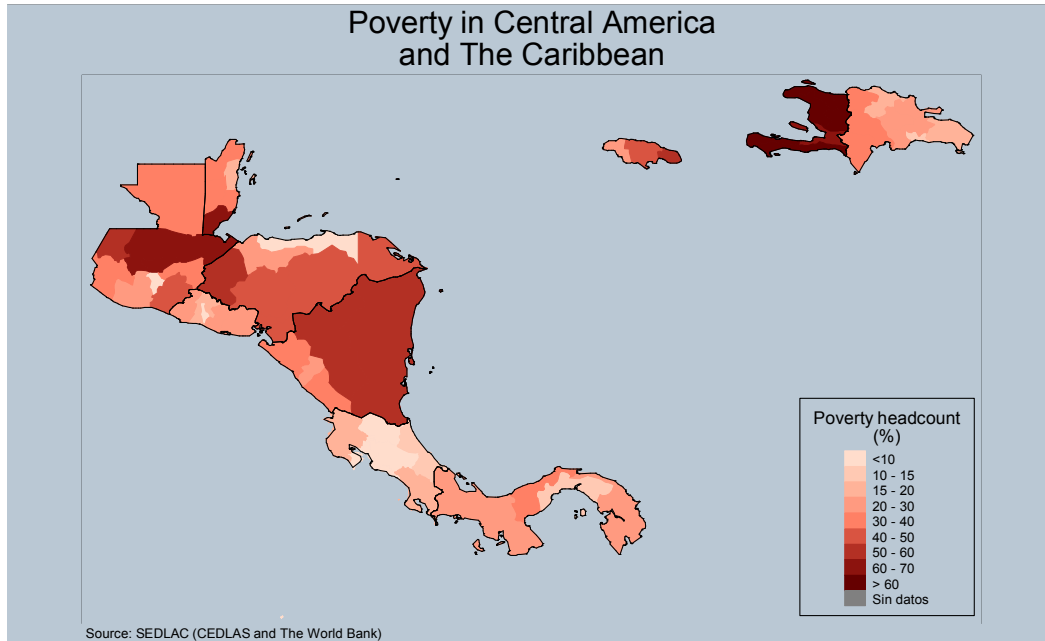 Poverty in Central America
and The Caribbean
Poverty headcount
(%)
<10
10 - 15
15 - 20
20 - 30
30 - 40
40 - 50
50 - 60
60 - 70
> 60
Sin datos
Source: SEDLAC (CEDLAS and The World Bank)